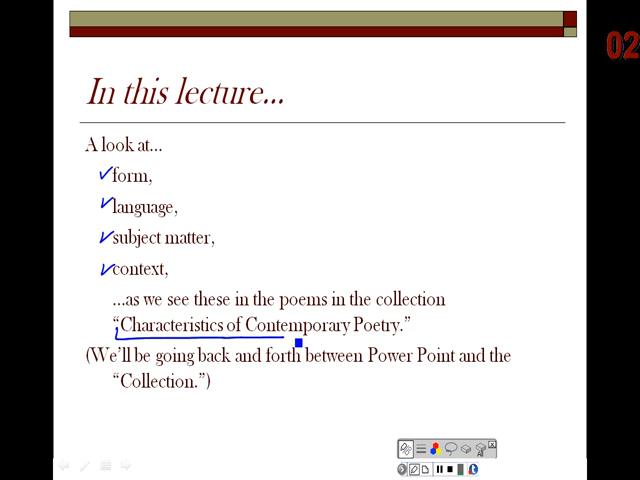 02
In this lecture...
A look at...
form,
language,
subject matter,
context,
...as we see these in the poems in the collection
“Characteristics of Contemporary Poetry.”
(We’ll be going back and forth between Power Point and the
“Collection.”)
All